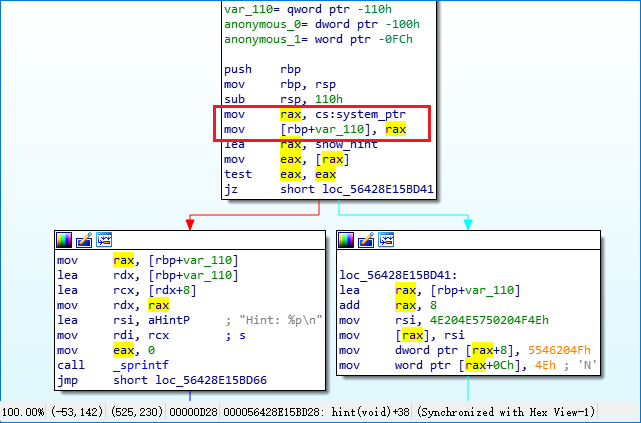 var_110= qword ptr -110h
anonymous_0= dword ptr -100h
anonymous_1= word ptr -0FCh
push rbp
mov rbp, rsp
sub rsp, 110h
mov rax, cs:system_ptr
mov [rbp+var_110], rax
lea rax, show_hint
mov eax, [rax]
test eax, eax
jz short loc_56428E15BD41
mov rax, [rbp+var_110]
lea rdx, [rbp+var_110]
lea rcx, [rdx+8]
mov rdx, rax
lea rsi, aHintP ; "Hint: %p\n"
mov rdi, rcx ; s
mov eax, 0
call _sprintf
jmp short loc_56428E15BD66
loc_56428E15BD41:
lea rax, [rbp+var_110]
add rax, 8
mov rsi, 4E204E5750204F4Eh
mov [rax], rsi
mov dword ptr [rax+8], 5546204Fh
mov word ptr [rax+0Ch], 4Eh ; 'N'
100.00% (-53,142) (525,230) 00000D28 000056428E15BD28: hint(void)+38 (Synchronized with Hex View-1)